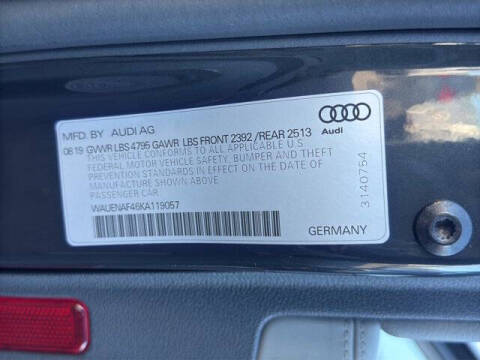 MFD. BY AUDI AG
08 19 GVWR LBS 4795 GAWR LBS FRONT 2392 / REAR 2513
THIS VEHICLE CONFORMS TO ALL APPLICABLE U.S.
FEDERAL MOTOR VEHICLE SAFETY, BUMPER AND THEFT
PREVENTION STANDARDS IN EFFECT ON THE DATE OF
MANUFACTURE SHOWN ABOVE.
PASSENGER CAR
WAUENAF46KA119057
Audi
3140754
GERMANY